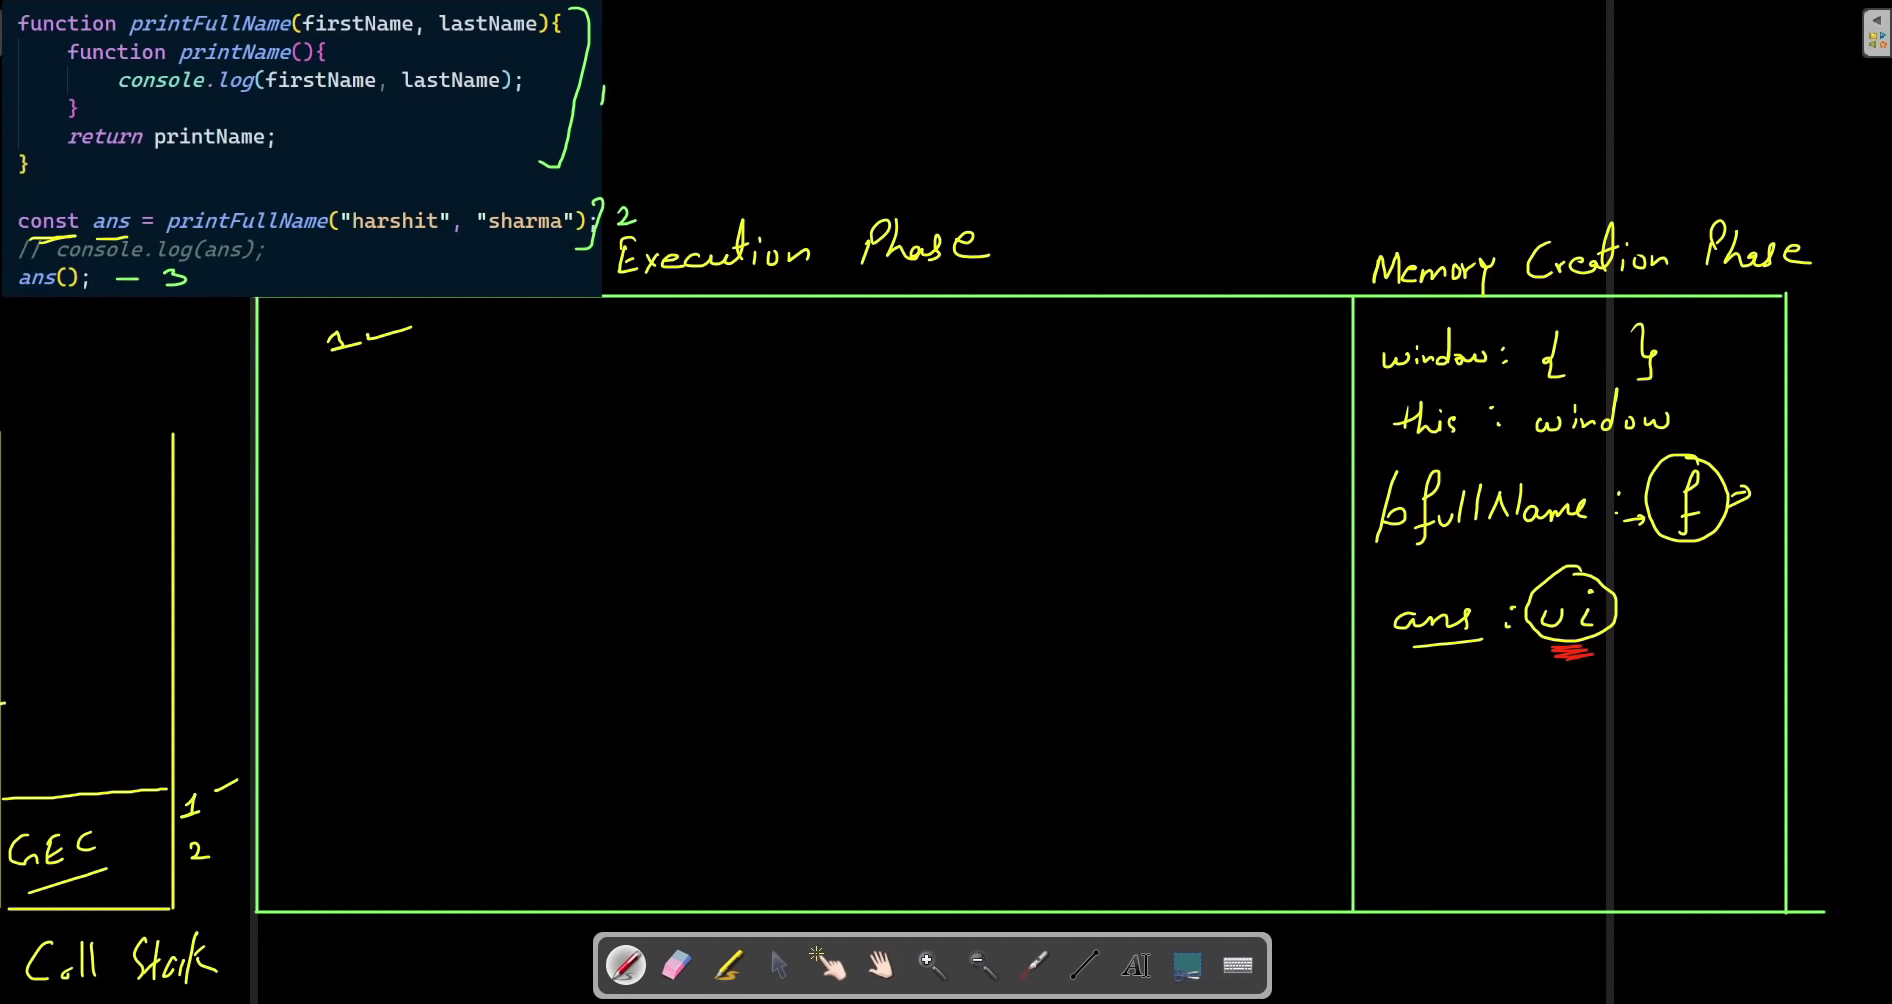 function printFullName(firstName, lastName){
function printName(){
console.log(firstName, lastName);
}
return printName;
}
1
const ans = printFullName("harshit", "sharma");
2
// console.log(ans);
ans(); — 3
Execution Phase
Memory Creation Phase
1
window: { }
this : window
pfullName : f
ans : ui
1
GEC
2
Call Stack
AI